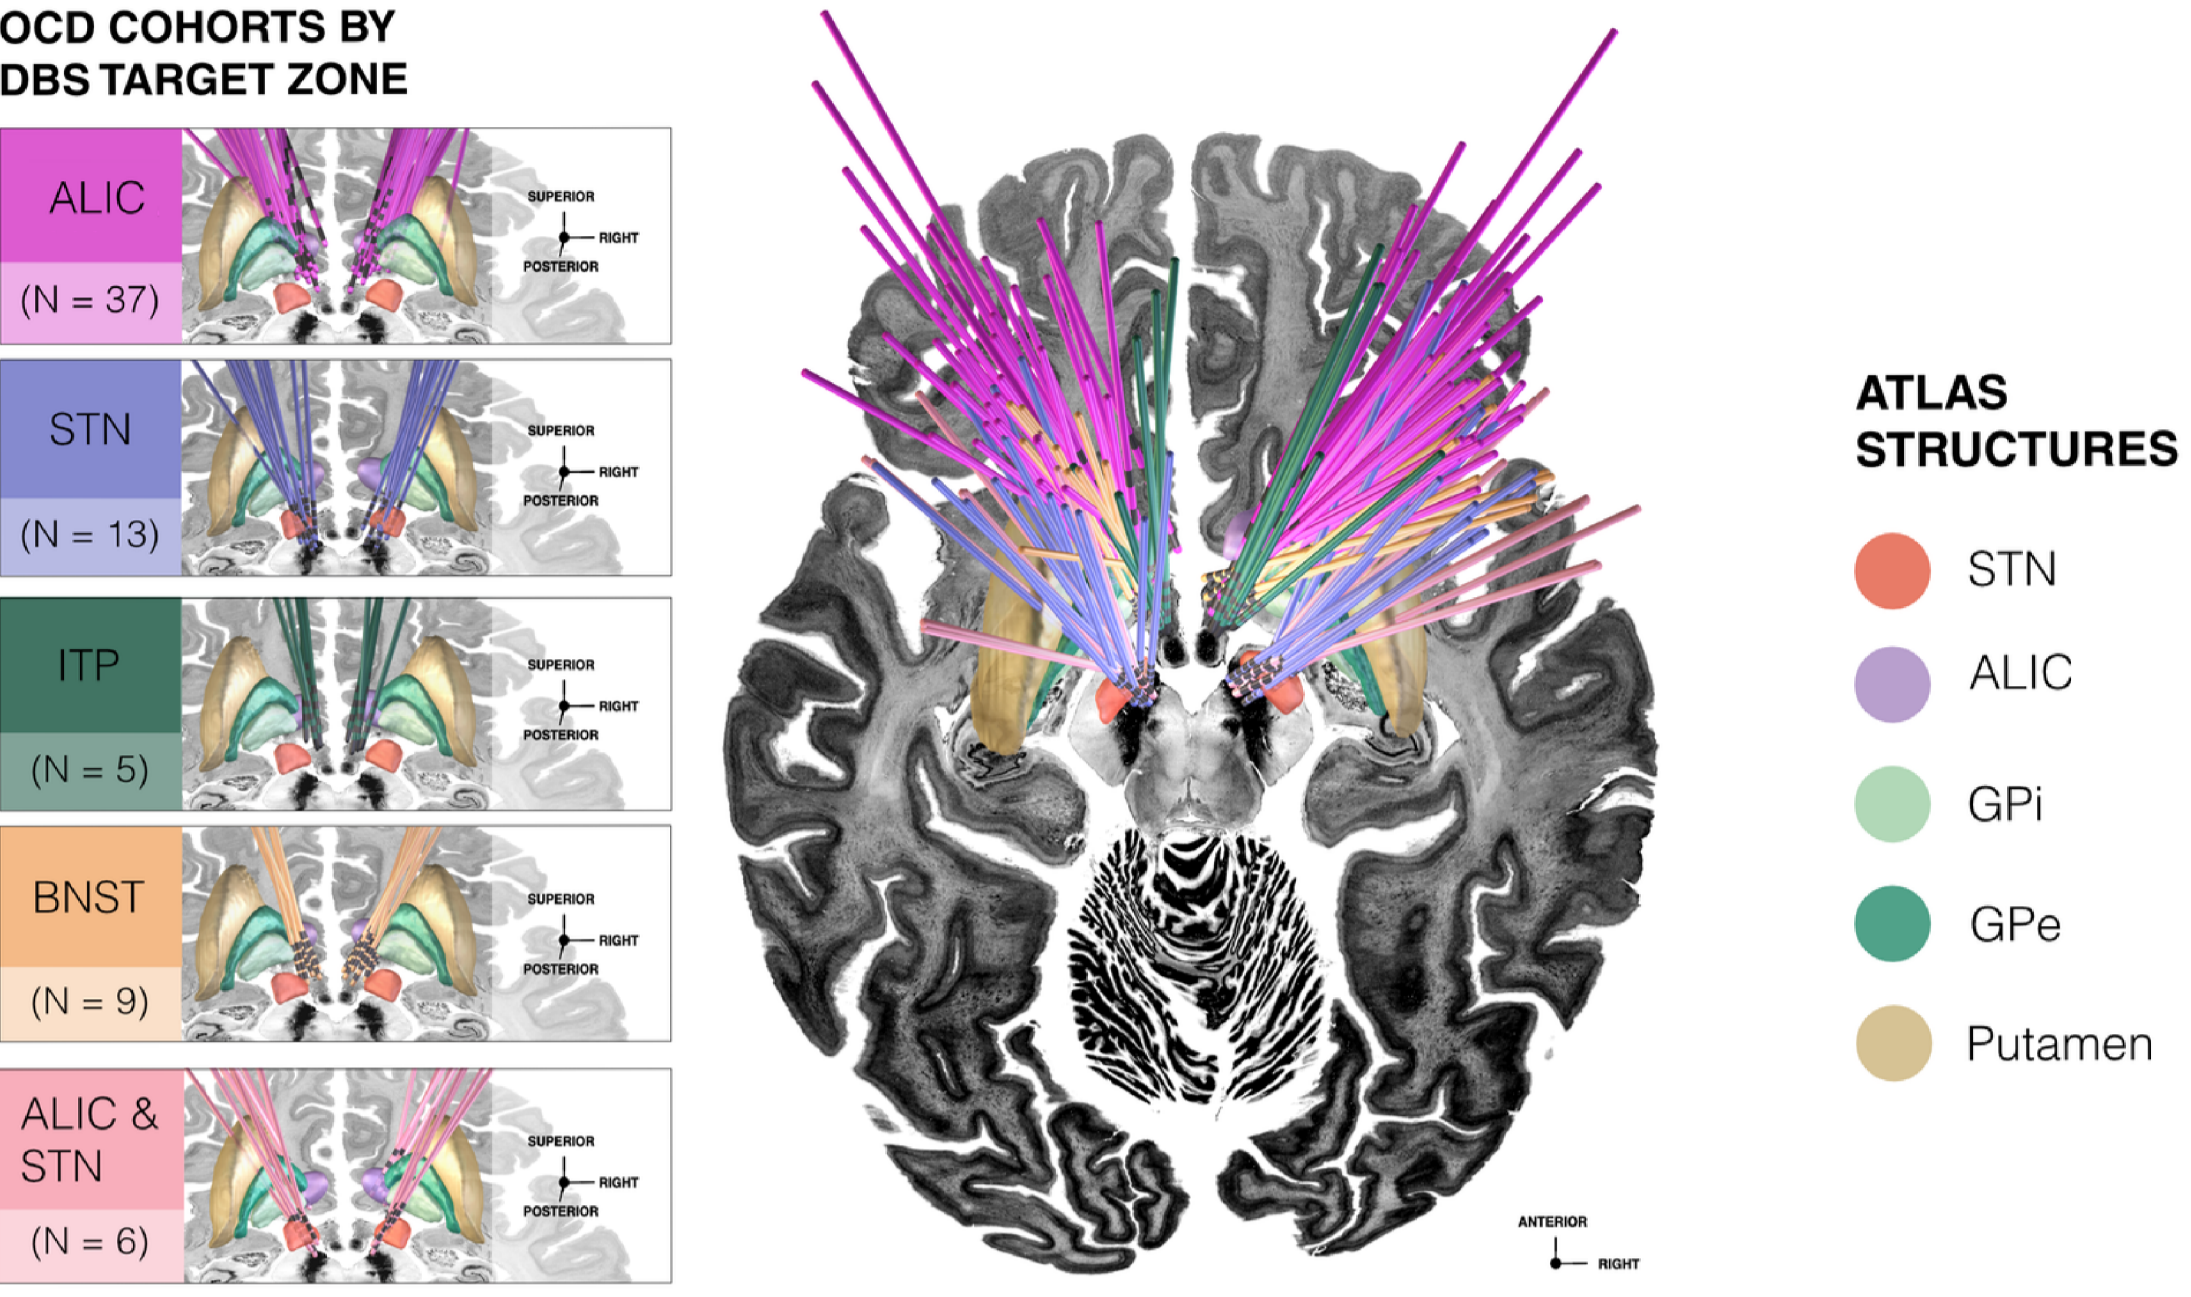 OCD COHORTS BY
DBS TARGET ZONE
ALIC
(N = 37)
SUPERIOR
RIGHT
POSTERIOR
STN
(N = 13)
SUPERIOR
RIGHT
POSTERIOR
ITP
(N = 5)
SUPERIOR
RIGHT
POSTERIOR
BNST
(N = 9)
SUPERIOR
RIGHT
POSTERIOR
ALIC &
STN
(N = 6)
SUPERIOR
RIGHT
POSTERIOR
ANTERIOR
RIGHT
ATLAS
STRUCTURES
STN
ALIC
GPi
GPe
Putamen